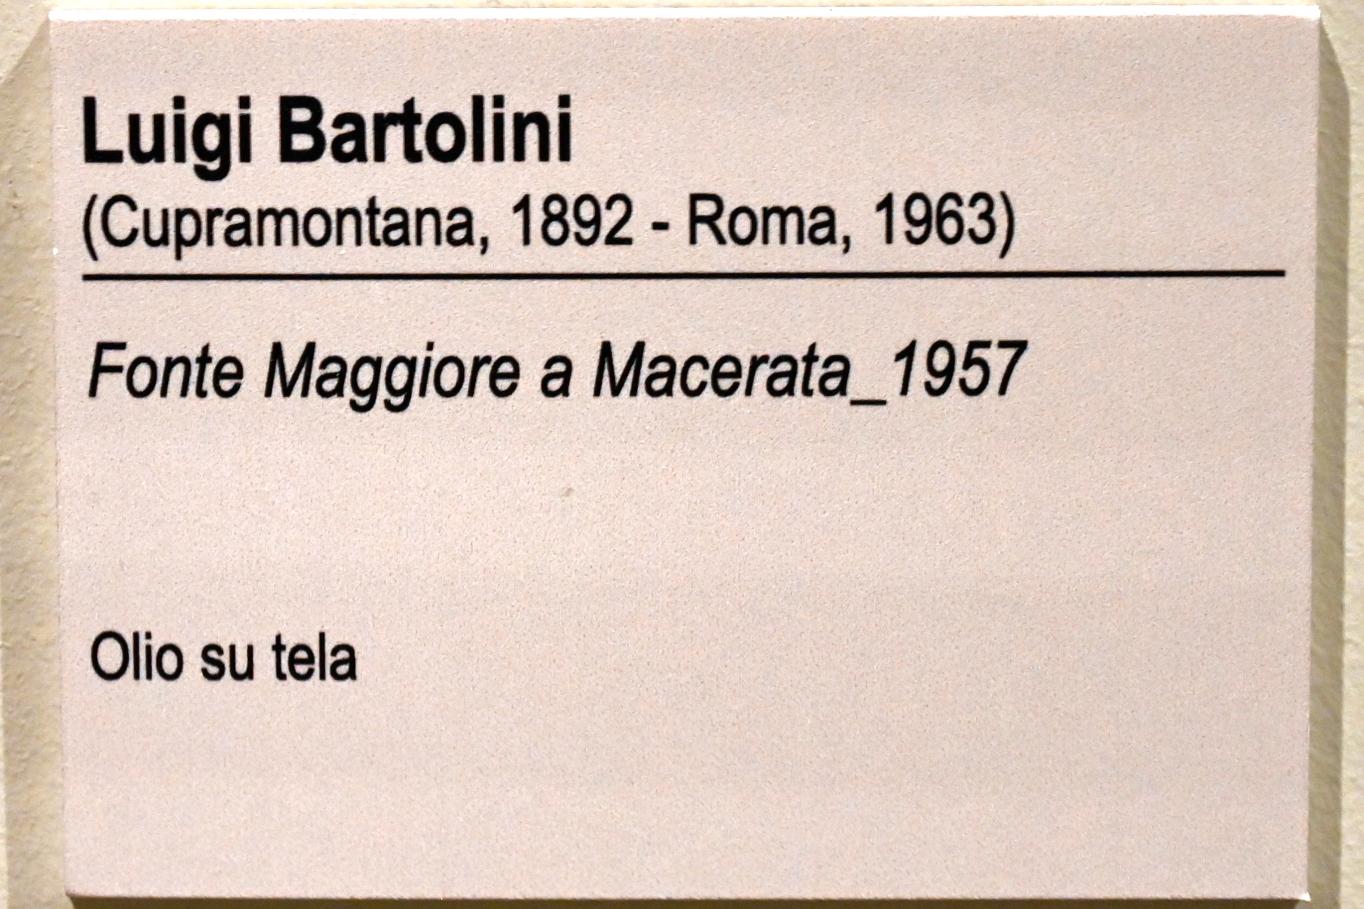 Luigi Bartolini
(Cupramontana, 1892 - Roma, 1963)
Fonte Maggiore a Macerata_1957
Olio su tela